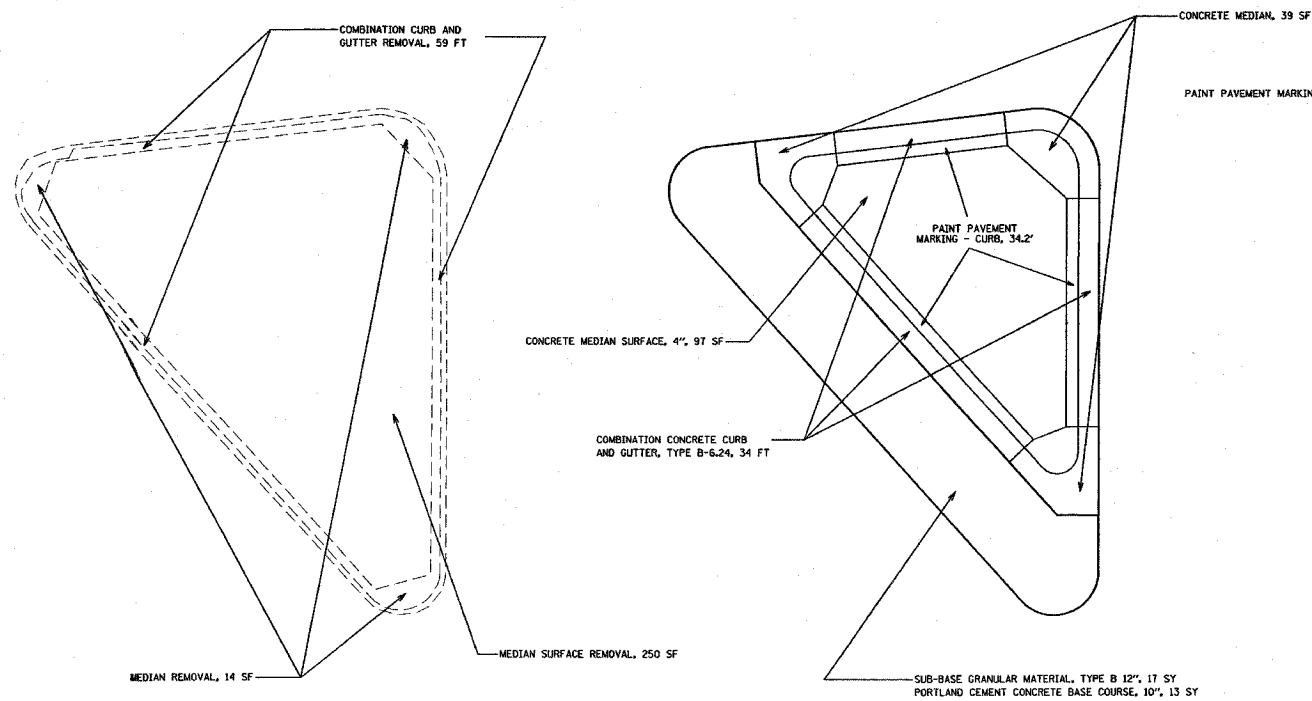 COMBINATION CURB AND
GUTTER REMOVAL, 59 FT
MEDIAN REMOVAL, 14 SF
MEDIAN SURFACE REMOVAL, 250 SF
CONCRETE MEDIAN, 39 SF
PAINT PAVEMENT MARKIN
PAINT PAVEMENT
MARKING - CURB, 34.2'
CONCRETE MEDIAN SURFACE, 4", 97 SF
COMBINATION CONCRETE CURB
AND GUTTER, TYPE B-6.24, 34 FT
SUB-BASE GRANULAR MATERIAL, TYPE B 12", 17 SY
PORTLAND CEMENT CONCRETE BASE COURSE, 10", 13 SY